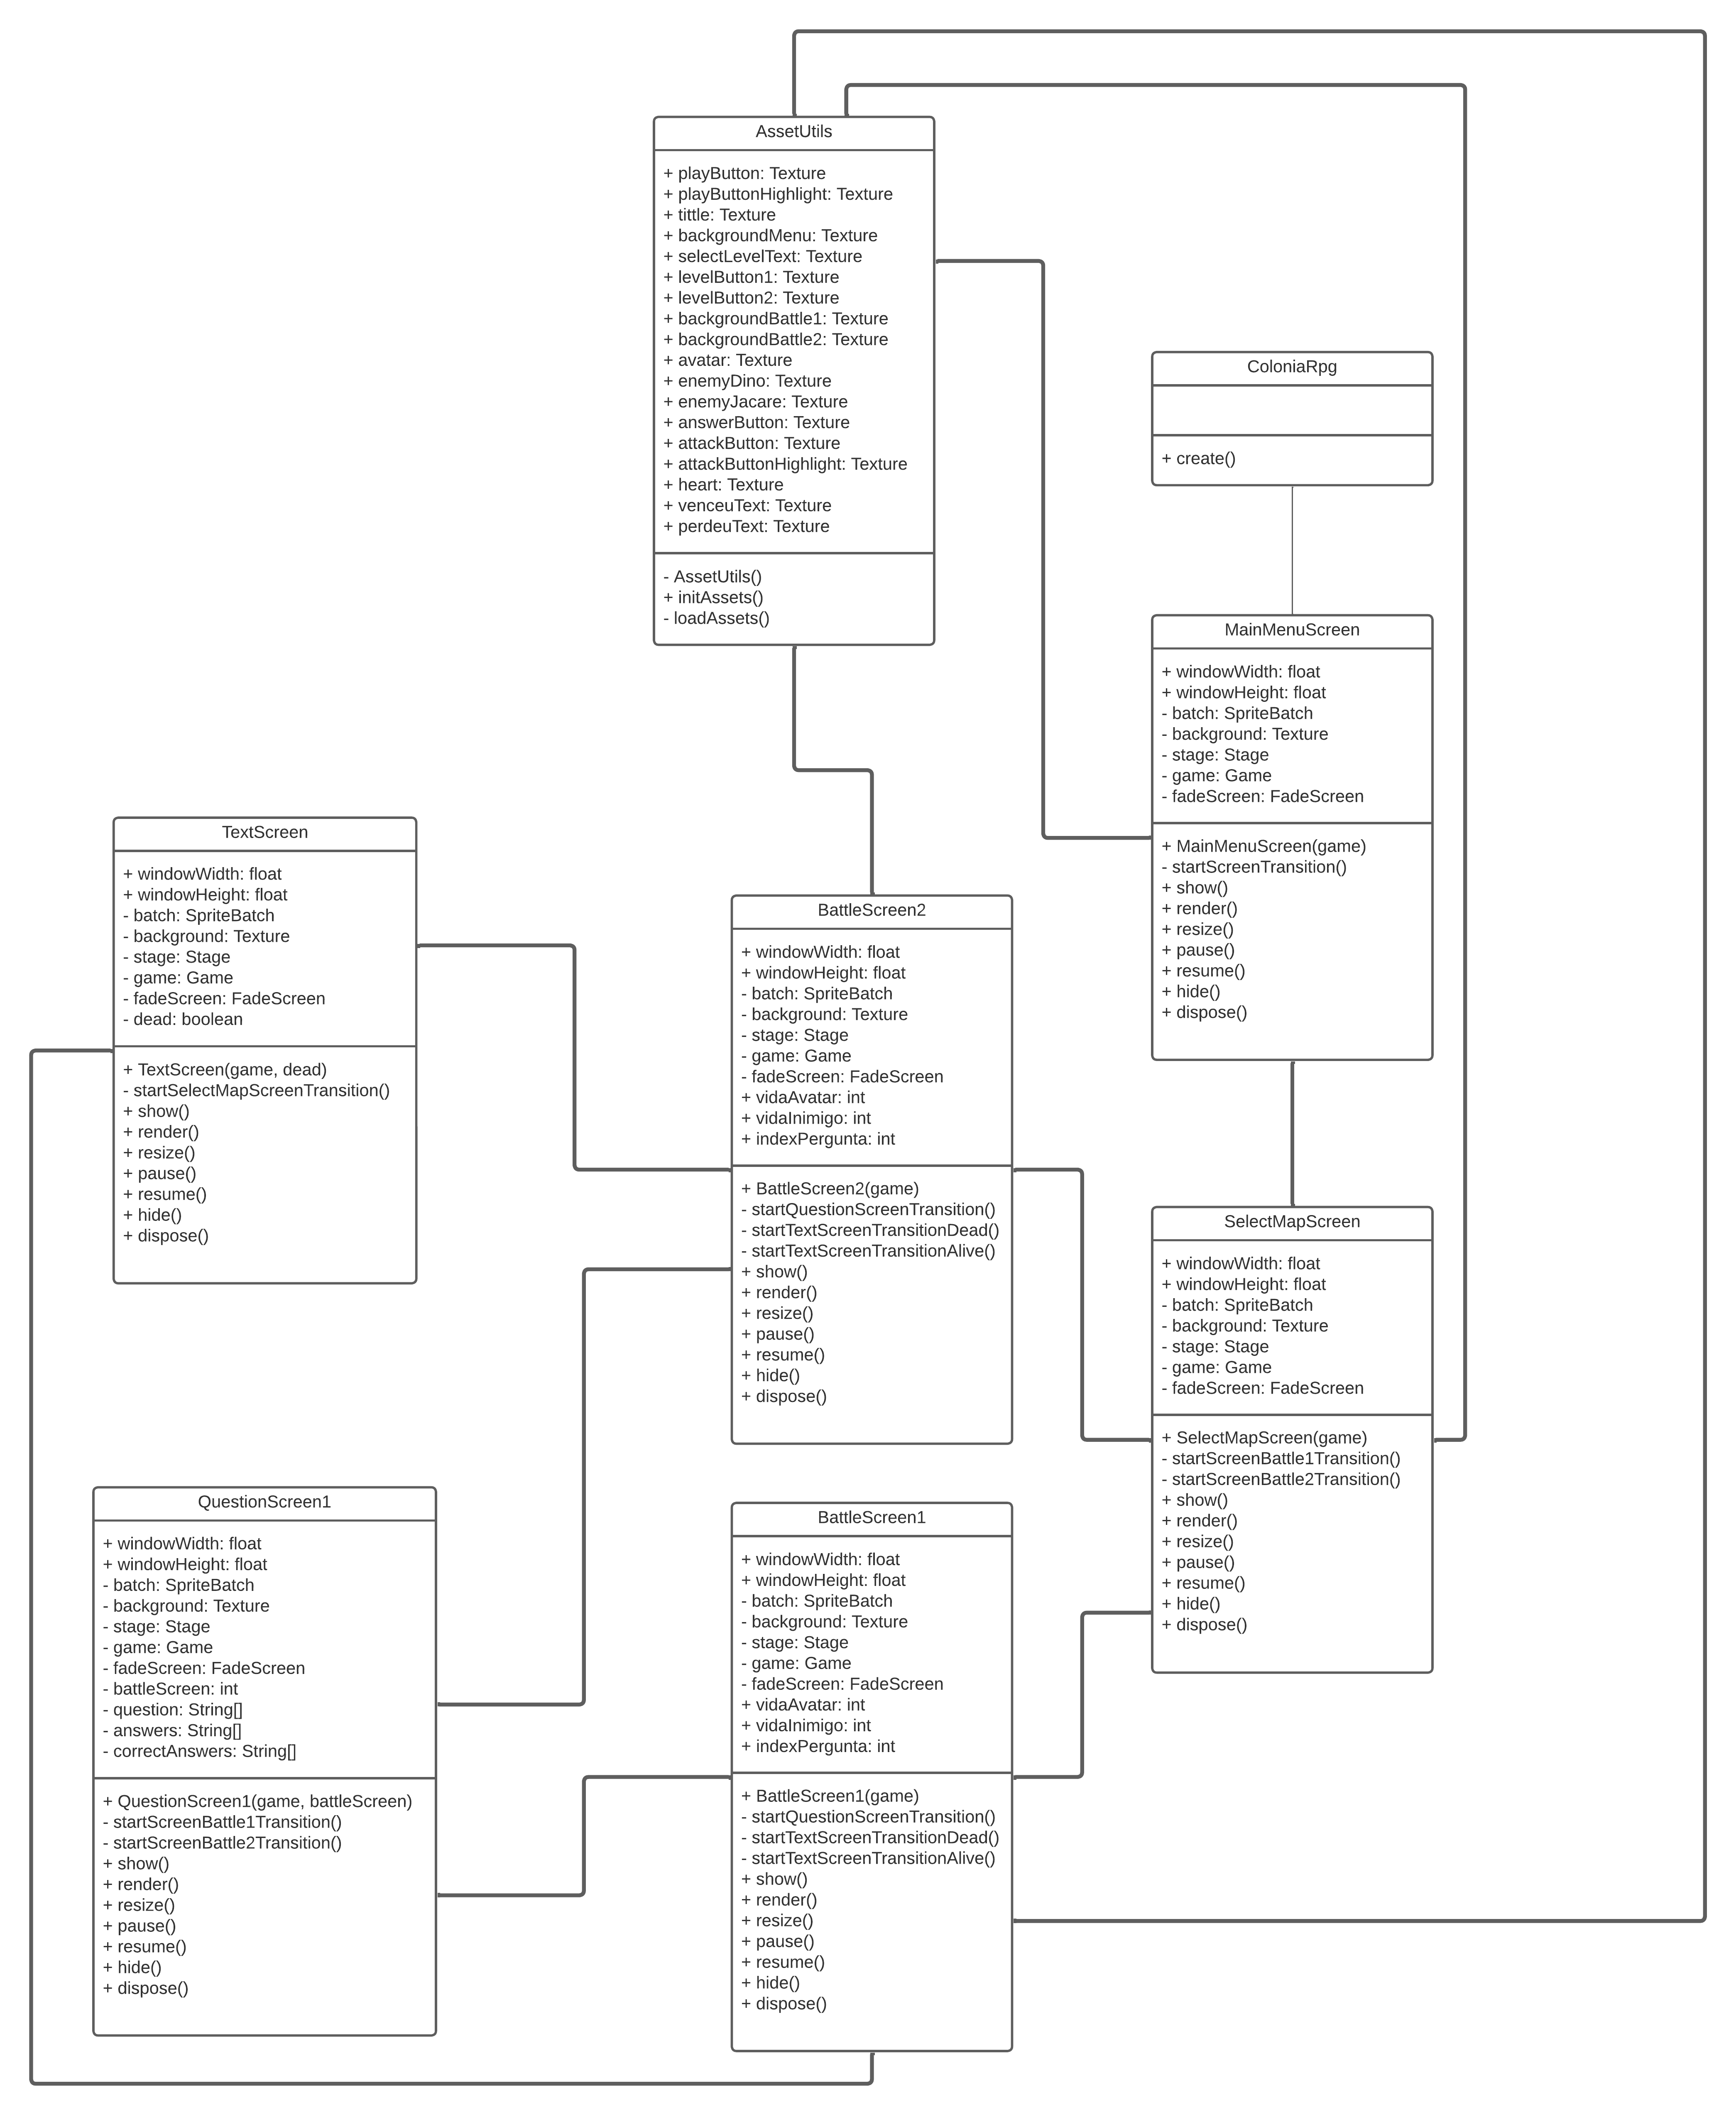 AssetUtils
+ playButton: Texture
+ playButtonHighlight: Texture
+ tittle: Texture
+ backgroundMenu: Texture
+ selectLevelText: Texture
+ levelButton1: Texture
+ levelButton2: Texture
+ backgroundBattle1: Texture
+ backgroundBattle2: Texture
+ avatar: Texture
+ enemyDino: Texture
+ enemyJacare: Texture
+ answerButton: Texture
+ attackButton: Texture
+ attackButtonHighlight: Texture
+ heart: Texture
+ venceuText: Texture
+ perdeuText: Texture
- AssetUtils()
+ initAssets()
- loadAssets()
ColoniaRpg
+ create()
MainMenuScreen
+ windowWidth: float
+ windowHeight: float
- batch: SpriteBatch
- background: Texture
- stage: Stage
- game: Game
- fadeScreen: FadeScreen
+ MainMenuScreen(game)
- startScreenTransition()
+ show()
+ render()
+ resize()
+ pause()
+ resume()
+ hide()
+ dispose()
TextScreen
+ windowWidth: float
+ windowHeight: float
- batch: SpriteBatch
- background: Texture
- stage: Stage
- game: Game
- fadeScreen: FadeScreen
- dead: boolean
+ TextScreen(game, dead)
- startSelectMapScreenTransition()
+ show()
+ render()
+ resize()
+ pause()
+ resume()
+ hide()
+ dispose()
BattleScreen2
+ windowWidth: float
+ windowHeight: float
- batch: SpriteBatch
- background: Texture
- stage: Stage
- game: Game
- fadeScreen: FadeScreen
+ vidaAvatar: int
+ vidaInimigo: int
+ indexPergunta: int
+ BattleScreen2(game)
- startQuestionScreenTransition()
- startTextScreenTransitionDead()
- startTextScreenTransitionAlive()
+ show()
+ render()
+ resize()
+ pause()
+ resume()
+ hide()
+ dispose()
SelectMapScreen
+ windowWidth: float
+ windowHeight: float
- batch: SpriteBatch
- background: Texture
- stage: Stage
- game: Game
- fadeScreen: FadeScreen
+ SelectMapScreen(game)
- startScreenBattle1Transition()
- startScreenBattle2Transition()
+ show()
+ render()
+ resize()
+ pause()
+ resume()
+ hide()
+ dispose()
QuestionScreen1
+ windowWidth: float
+ windowHeight: float
- batch: SpriteBatch
- background: Texture
- stage: Stage
- game: Game
- fadeScreen: FadeScreen
- battleScreen: int
- question: String[]
- answers: String[]
- correctAnswers: String[]
+ QuestionScreen1(game, battleScreen)
- startScreenBattle1Transition()
- startScreenBattle2Transition()
+ show()
+ render()
+ resize()
+ pause()
+ resume()
+ hide()
+ dispose()
BattleScreen1
+ windowWidth: float
+ windowHeight: float
- batch: SpriteBatch
- background: Texture
- stage: Stage
- game: Game
- fadeScreen: FadeScreen
+ vidaAvatar: int
+ vidaInimigo: int
+ indexPergunta: int
+ BattleScreen1(game)
- startQuestionScreenTransition()
- startTextScreenTransitionDead()
- startTextScreenTransitionAlive()
+ show()
+ render()
+ resize()
+ pause()
+ resume()
+ hide()
+ dispose()